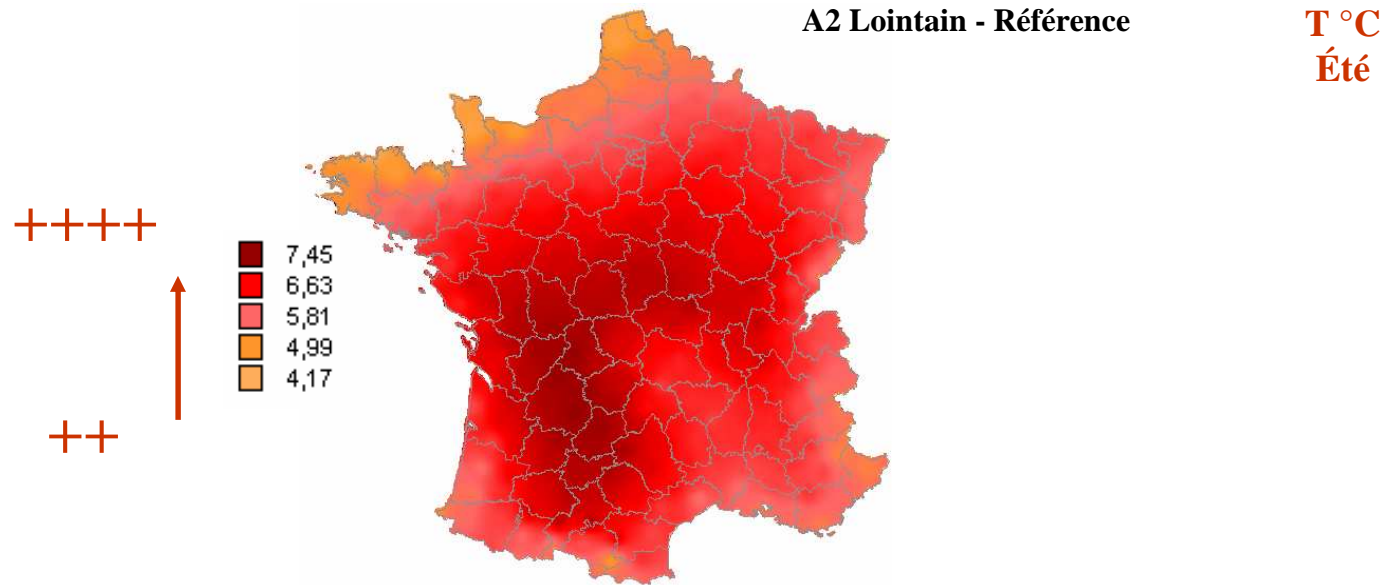 A2 Lointain - Référence
T °C
Été
++++
7,45
6,63
5,81
4,99
4,17
++